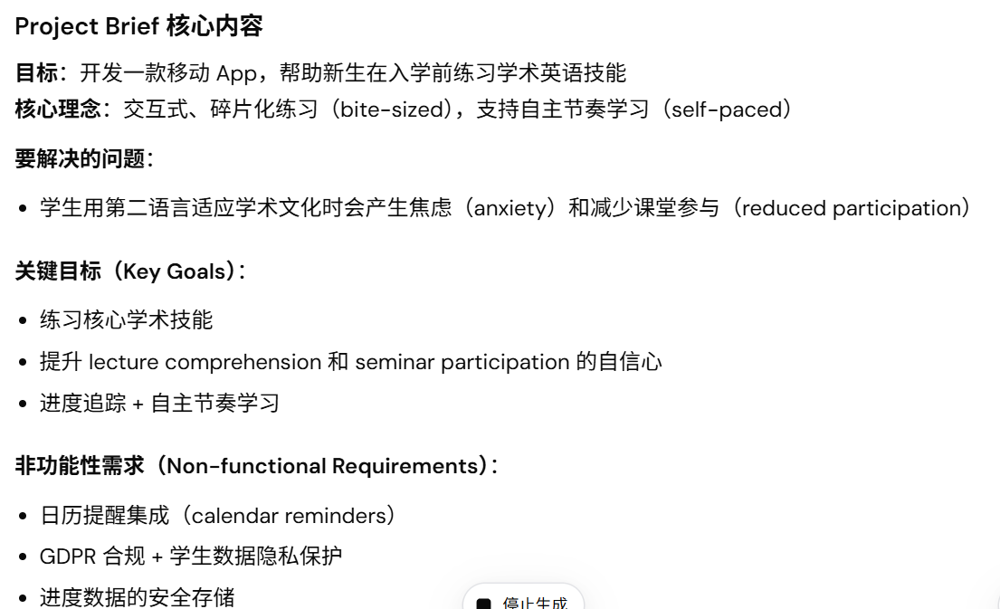 Project Brief 核心内容
目标：开发一款移动 App，帮助新生在入学前练习学术英语技能
核心理念：交互式、碎片化练习（bite-sized），支持自主节奏学习（self-paced）
要解决的问题：
• 学生用第二语言适应学术文化时会产生焦虑（anxiety）和减少课堂参与（reduced participation）
关键目标（Key Goals）：
• 练习核心学术技能
• 提升 lecture comprehension 和 seminar participation 的自信心
• 进度追踪 + 自主节奏学习
非功能性需求（Non-functional Requirements）：
• 日历提醒集成（calendar reminders）
• GDPR 合规 + 学生数据隐私保护
• 进度数据的安全存储
停止生成